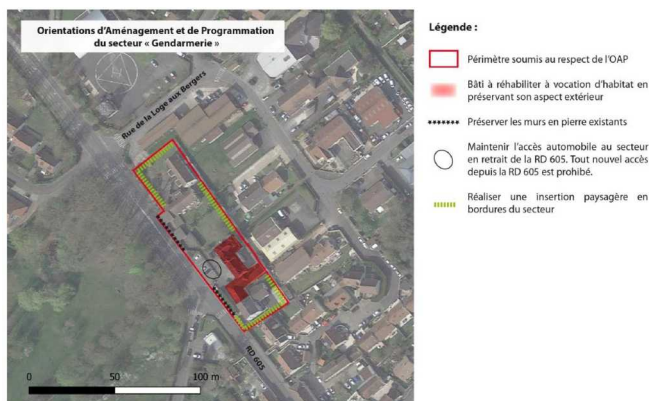 Orientations d'Aménagement et de Programmation
du secteur « Gendarmerie »
Rue de la Loge aux Bergers
RD 605
0 50 100 m
Légende :
Périmètre soumis au respect de l'OAP
Bâti à réhabiliter à vocation d'habitat en
préservant son aspect extérieur
Préserver les murs en pierre existants
Maintenir l'accès automobile au secteur
en retrait de la RD 605. Tout nouvel accès
depuis la RD 605 est prohibé.
Réaliser une insertion paysagère en
bordures du secteur